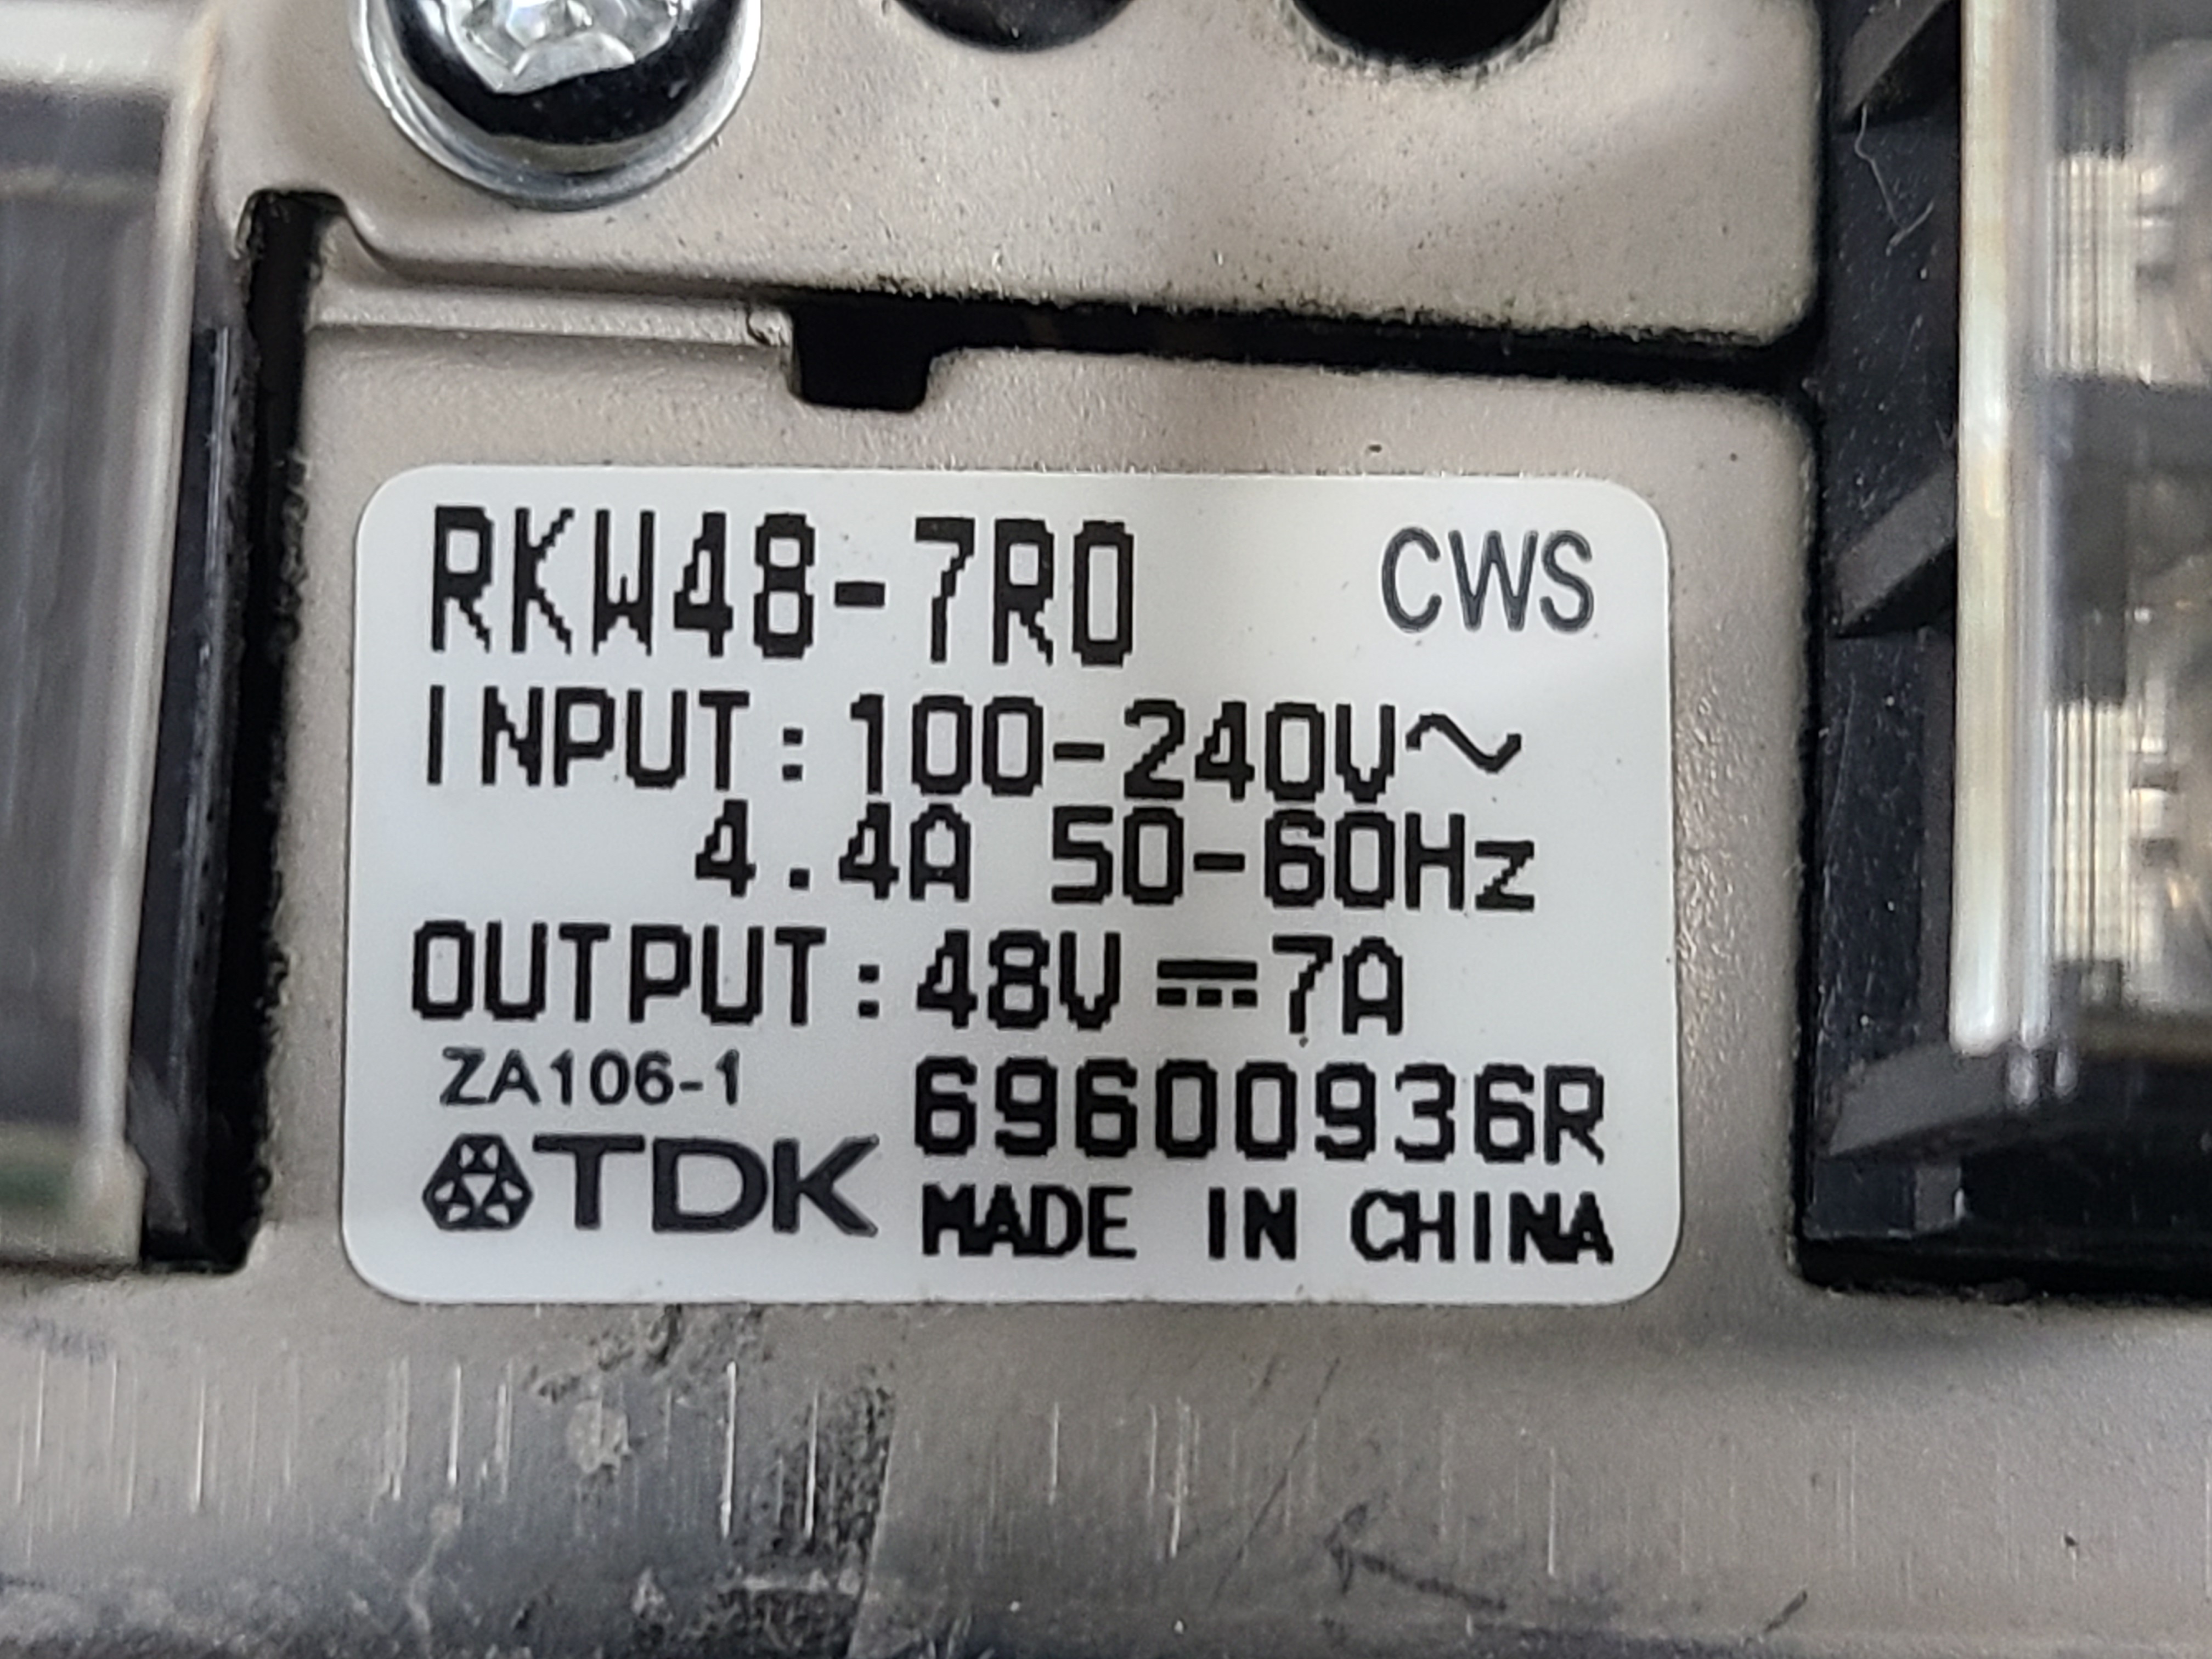 RKW48-7R0 CWS
INPUT:100-240V~
4.4A 50-60Hz
OUTPUT:48V⎓7A
ZA106-1
69600936R
TDK
MADE IN CHINA